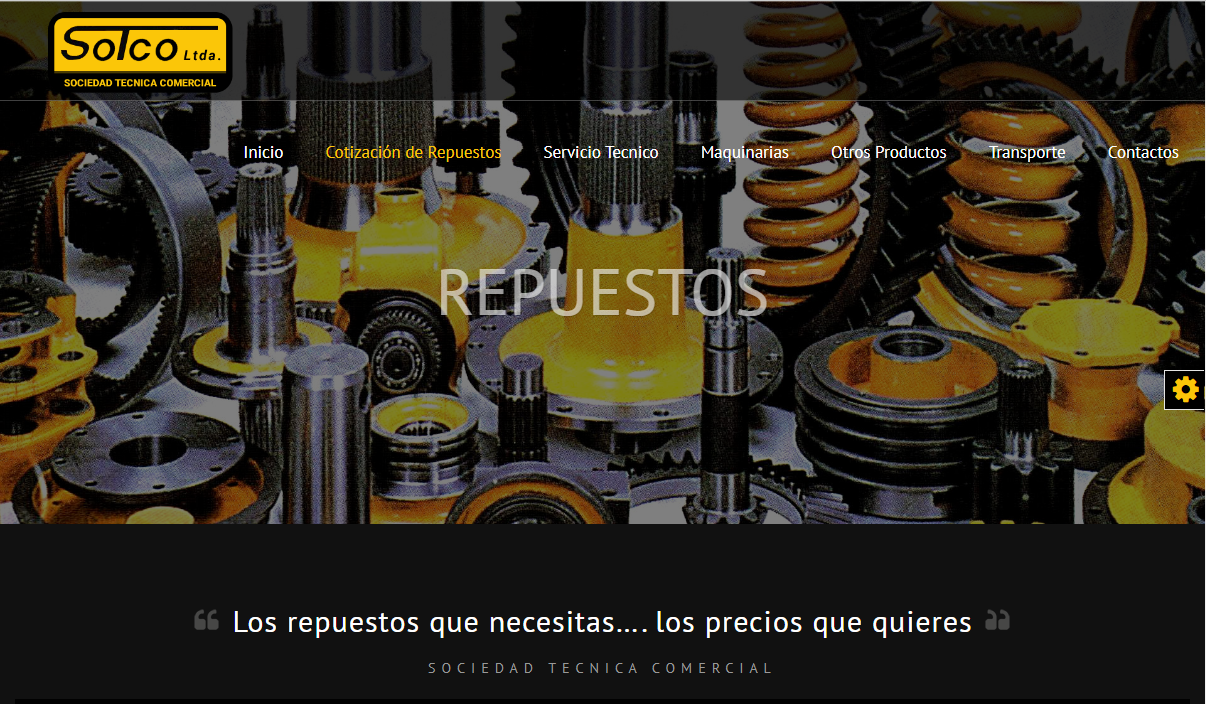 SOTCO Ltda.
SOCIEDAD TECNICA COMERCIAL
Inicio Cotización de Repuestos Servicio Tecnico Maquinarias Otros Productos Transporte Contactos
REPUESTOS
“ Los repuestos que necesitas.... los precios que quieres ”
SOCIEDAD TECNICA COMERCIAL